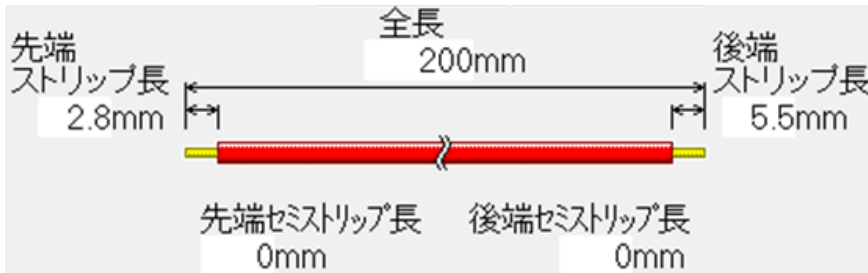 全長
200mm
先端
ストリップ長
2.8mm
後端
ストリップ長
5.5mm
先端セミストリップ長
0mm
後端セミストリップ長
0mm